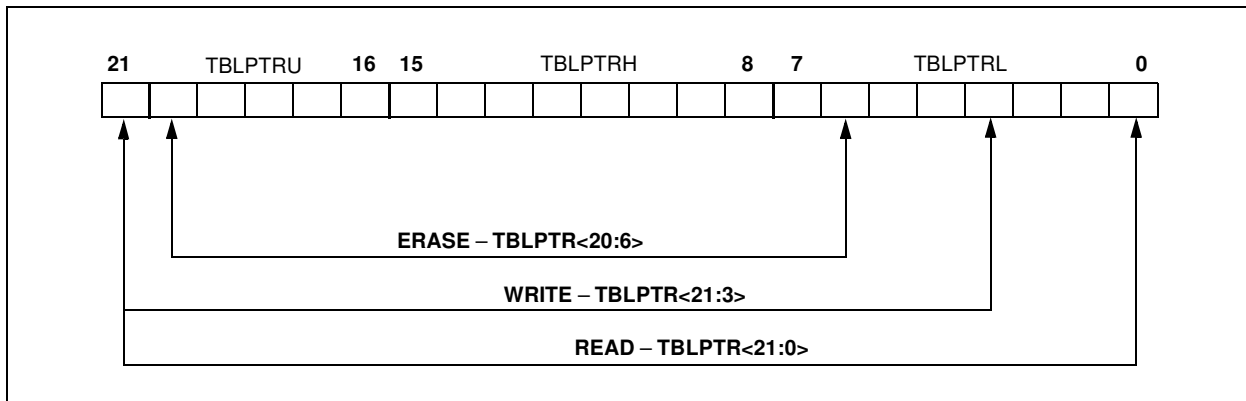 21 TBLPTRU 16 15 TBLPTRH 8 7 TBLPTRL 0
ERASE – TBLPTR<20:6>
WRITE – TBLPTR<21:3>
READ – TBLPTR<21:0>